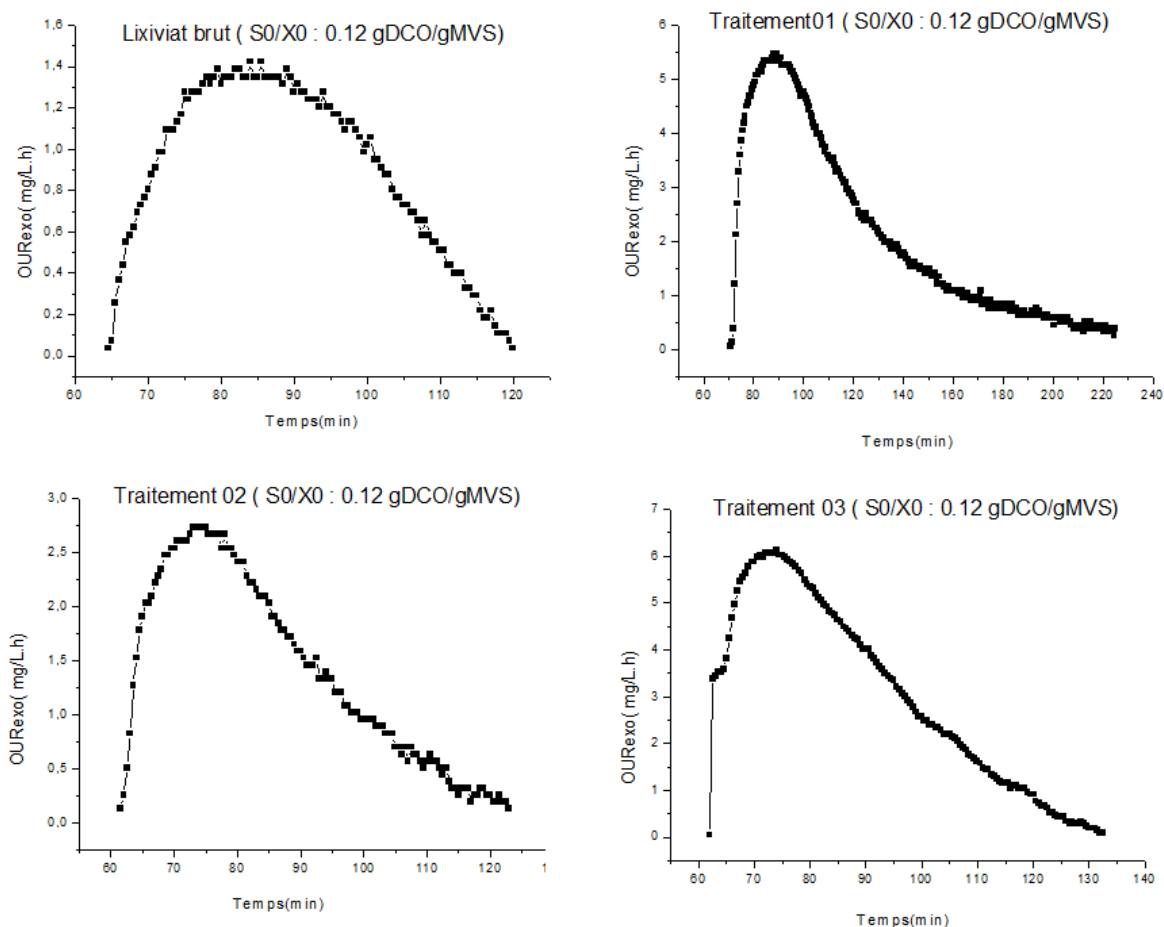 Lixiviat brut ( S0/X0 : 0.12 gDCO/gMVS)
1,6
1,4
1,2
1,0
0,8
0,6
0,4
0,2
0,0
OURexo( mg/L.h)
60 70 80 90 100 110 120
Temps(min)
Traitement01 ( S0/X0 : 0.12 gDCO/gMVS)
6
5
4
3
2
1
0
OURexo( mg/L.h)
60 80 100 120 140 160 180 200 220 240
Temps(min)
Traitement 02 ( S0/X0 : 0.12 gDCO/gMVS)
3,0
2,5
2,0
1,5
1,0
0,5
0,0
OURexo( mg/L.h)
60 70 80 90 100 110 120 1
Temps(min)
Traitement 03 ( S0/X0 : 0.12 gDCO/gMVS)
7
6
5
4
3
2
1
0
OURexo( mg/L.h)
60 70 80 90 100 110 120 130 140
Temps(min)